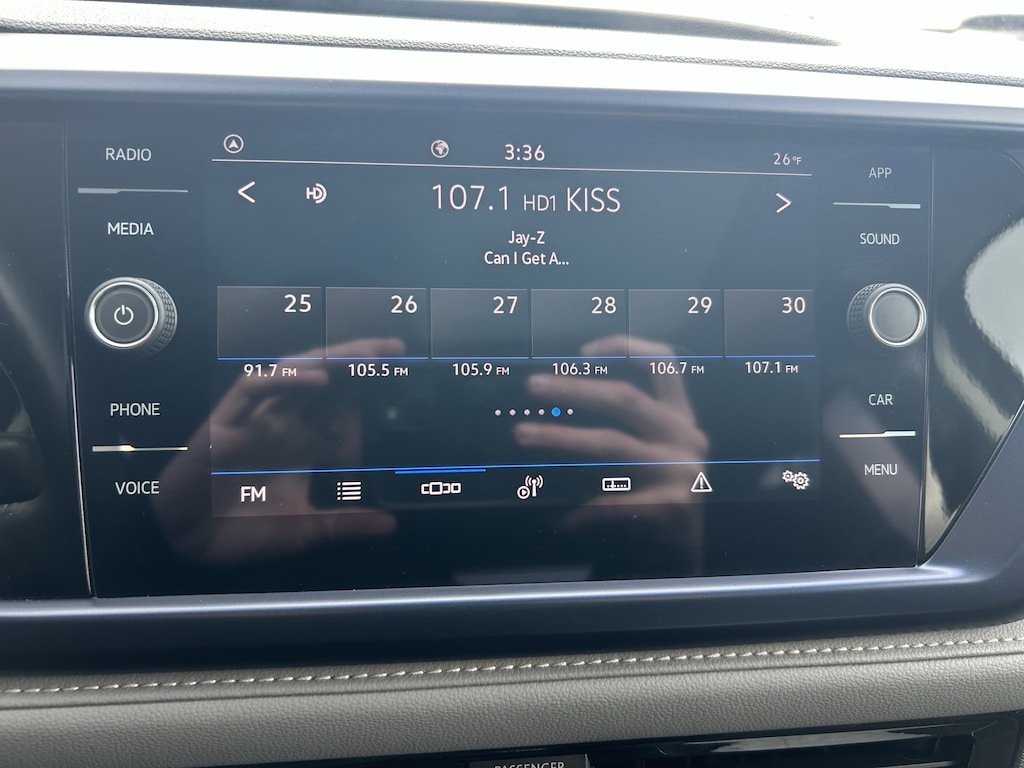 RADIO
3:36
26°F
APP
MEDIA
HD
107.1 HD1 KISS
SOUND
Jay-Z
Can I Get A...
25 26 27 28 29 30
91.7 FM 105.5 FM 105.9 FM 106.3 FM 106.7 FM 107.1 FM
PHONE
CAR
VOICE
FM
MENU
PASSENGER